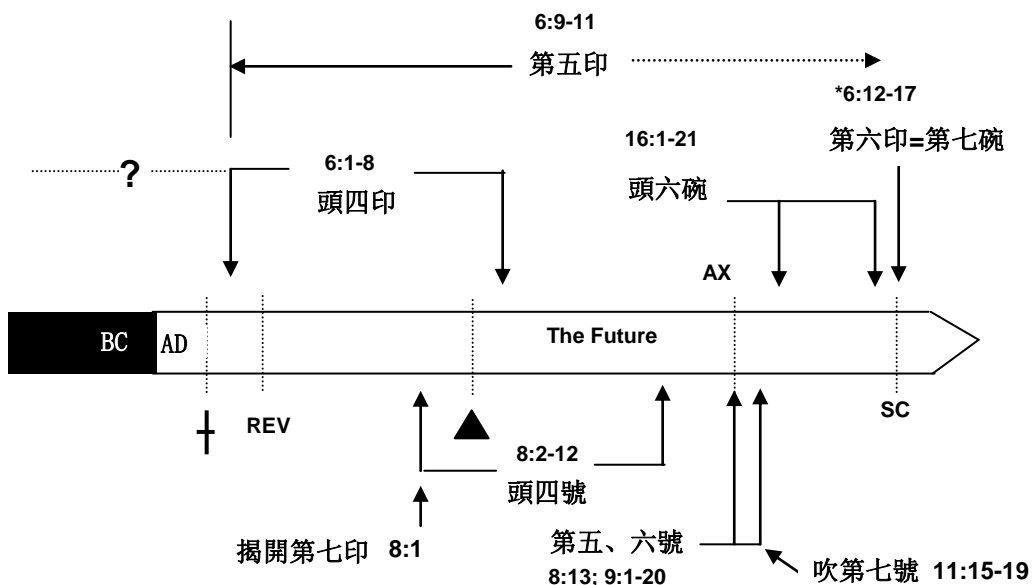 6:9-11
第五印
*6:12-17
16:1-21
第六印=第七碗
?
6:1-8
頭四印
頭六碗
AX
BC
AD
The Future
REV
SC
8:2-12
頭四號
揭開第七印 8:1
第五、六號
8:13; 9:1-20
吹第七號 11:15-19